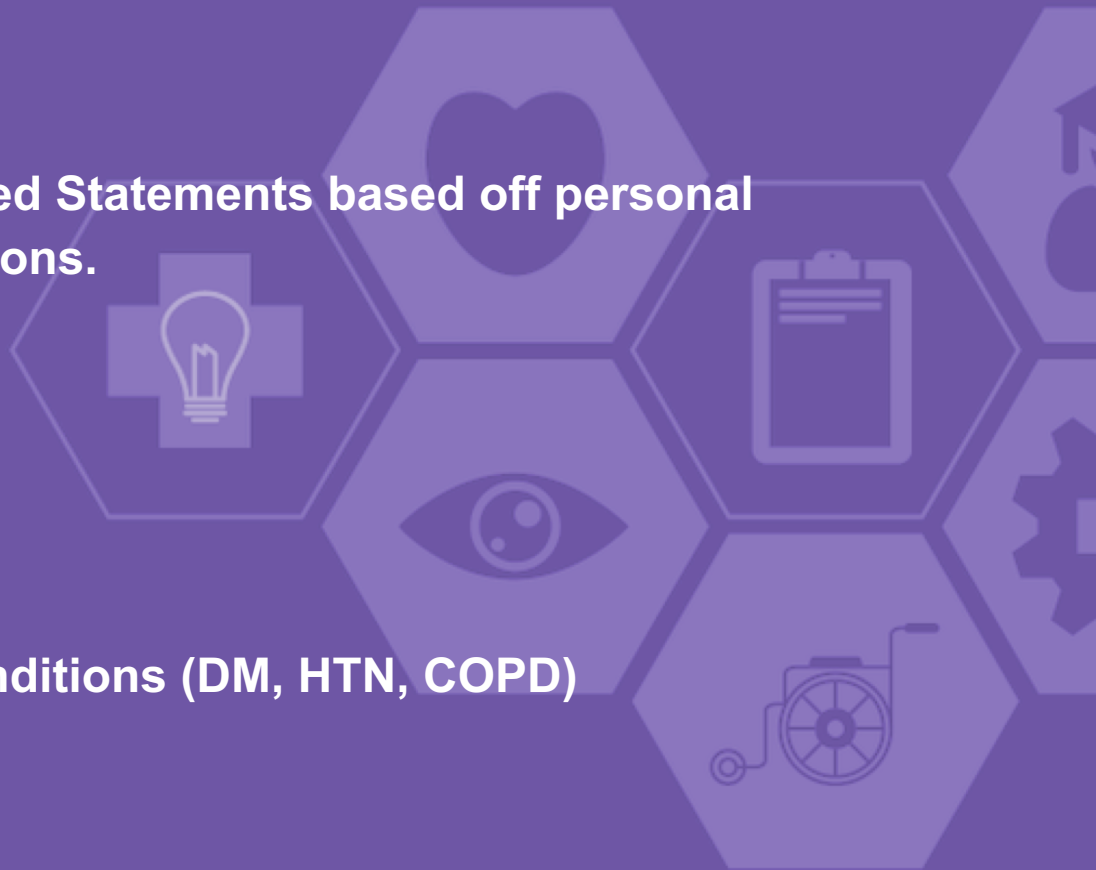 ed Statements based off personal
ons.
nditions (DM, HTN, COPD)